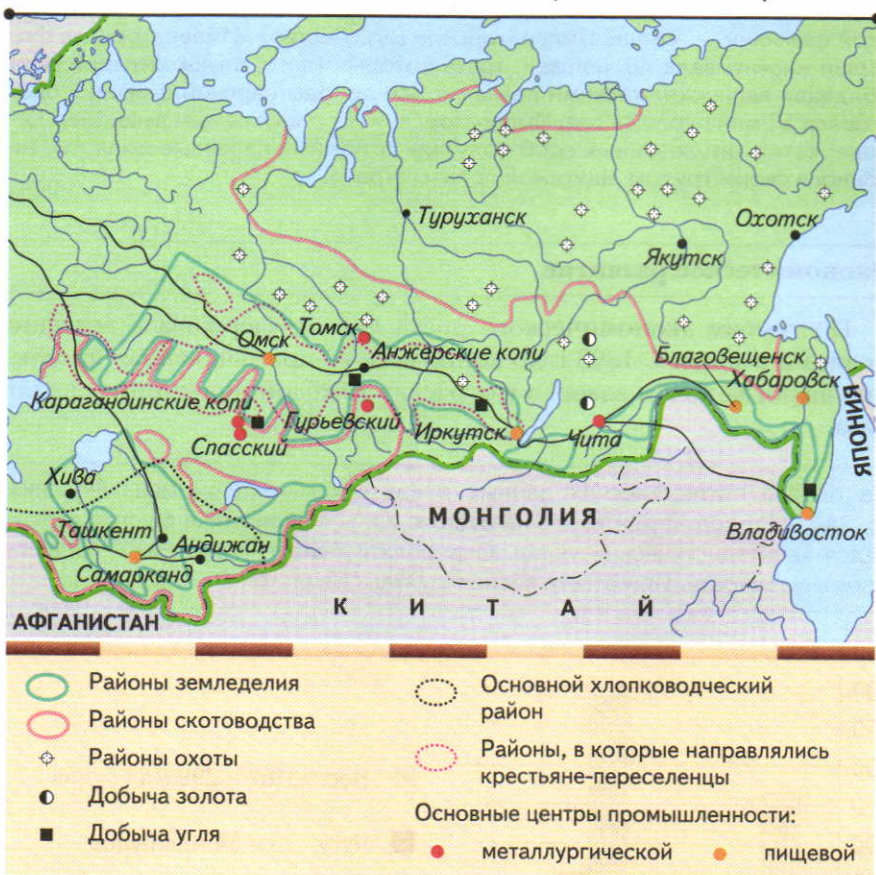 Туруханск
Охотск
Якутск
Томск
Омск
Анжерские копи
Благовещенск
Хабаровск
Карагандинские копи
Гурьевский
Спасский
Иркутск
Чита
ЯПОНИЯ
Хива
МОНГОЛИЯ
Ташкент
Андижан
Владивосток
Самарканд
КИТАЙ
АФГАНИСТАН
Районы земледелия
Районы скотоводства
Районы охоты
Добыча золота
Добыча угля
Основной хлопководческий
район
Районы, в которые направлялись
крестьяне-переселенцы
Основные центры промышленности:
металлургической
пищевой